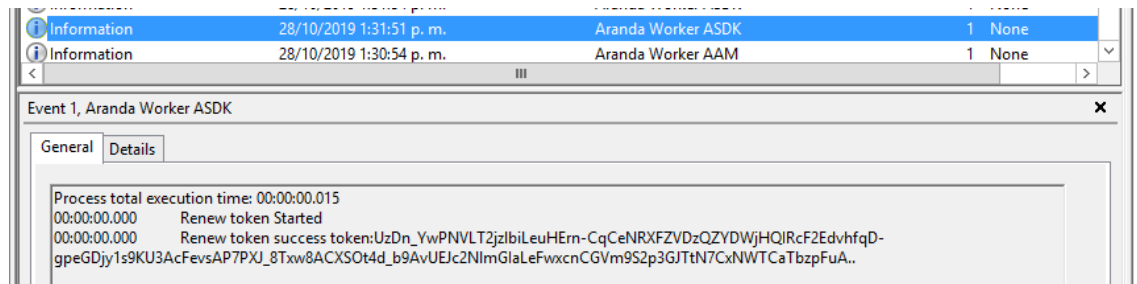 Information 28/10/2019 1:31:51 p. m. Aranda Worker ASDK 1 None
Information 28/10/2019 1:30:54 p. m. Aranda Worker AAM 1 None
Event 1, Aranda Worker ASDK
General Details
Process total execution time: 00:00:00.015
00:00:00.000 Renew token Started
00:00:00.000 Renew token success token:UzDn_YwPNVLT2jzlbiLeuHErn-CqCeNRXFZVDzQZYDWjHQIRcF2EdvhfqD-
gpeGDjy1s9KU3AcFevsAP7PXJ_8Txw8ACXSOt4d_b9AvUEJc2NImGlaLeFwxcnCGVm9S2p3GJTtN7CxNWTCaTbzpFuA..